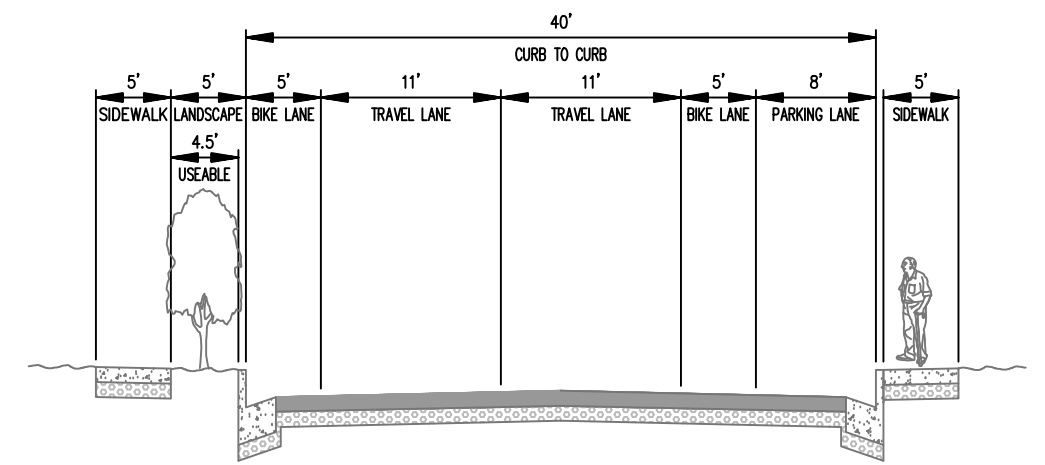 40'
CURB TO CURB
5' 5' 5' 11' 11' 5' 8' 5'
SIDEWALK LANDSCAPE BIKE LANE TRAVEL LANE TRAVEL LANE BIKE LANE PARKING LANE SIDEWALK
4.5'
USEABLE